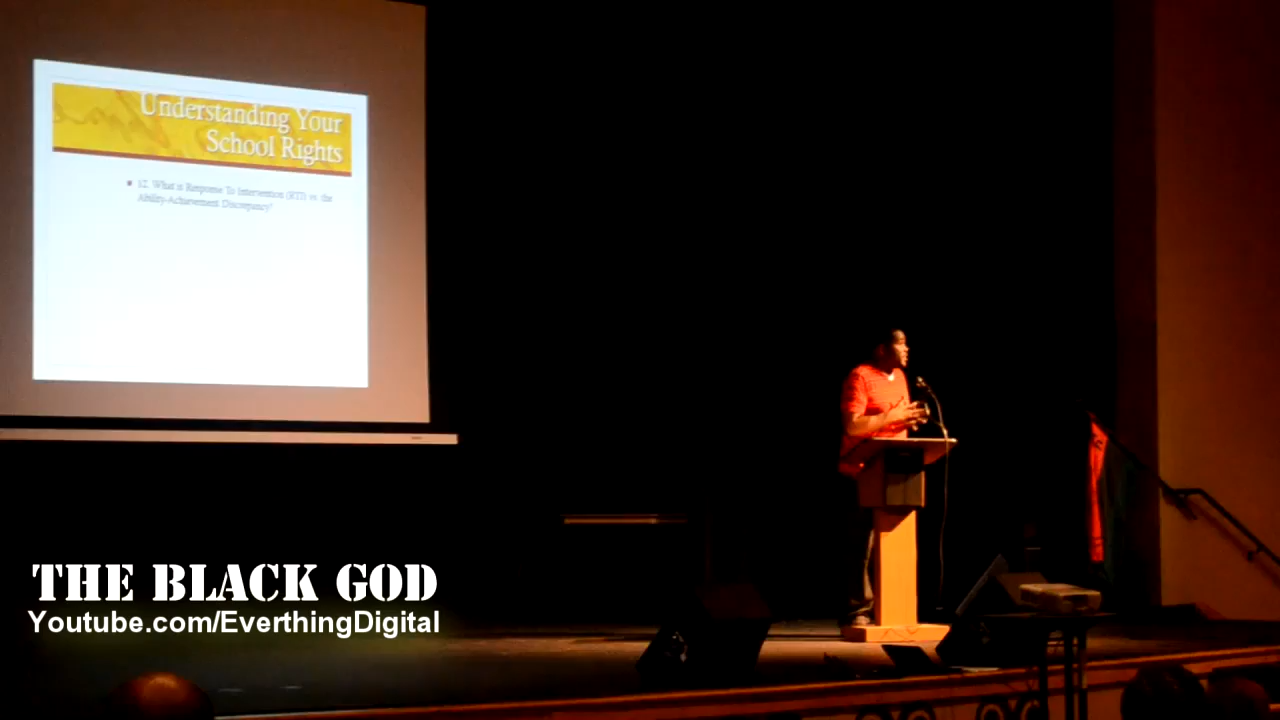 Understanding Your
School Rights
12. What is Response To Intervention (RTI) vs. the
Ability-Achievement Discrepancy?
THE BLACK GOD
Youtube.com/EverthingDigital